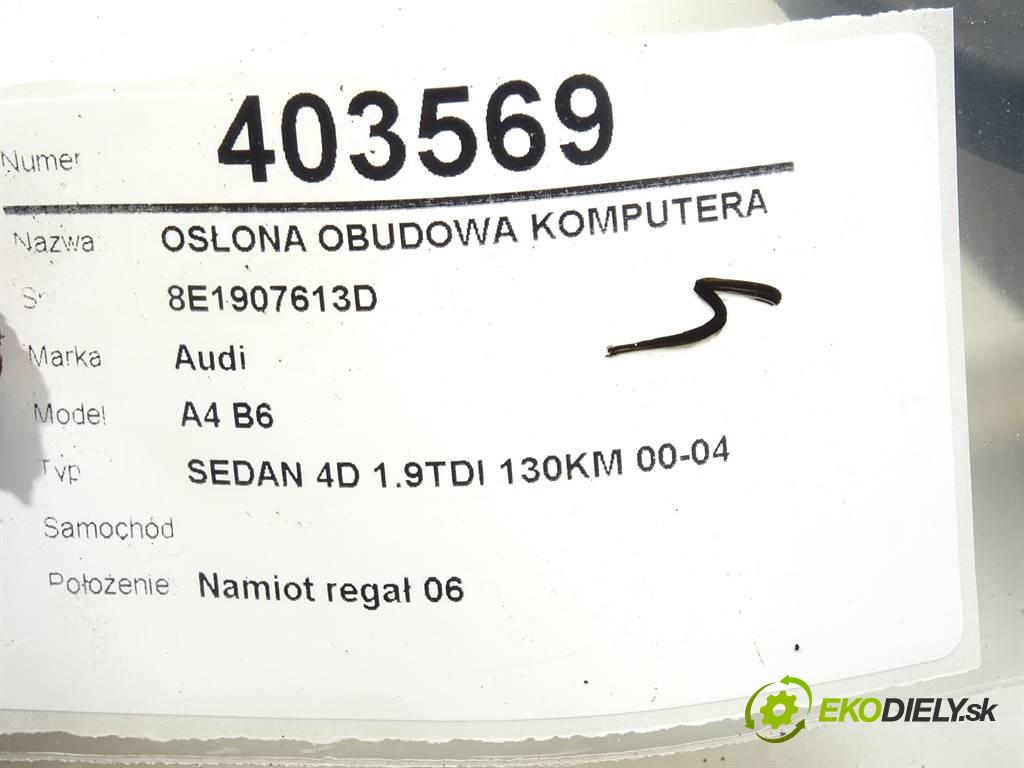 Numer 403569
Nazwa: OSŁONA OBUDOWA KOMPUTERA
8E1907613D
Marka Audi
Model A4 B6
Typ SEDAN 4D 1.9TDI 130KM 00-04
Samochód
Położenie: Namiot regał 06
EKODIELY.sk